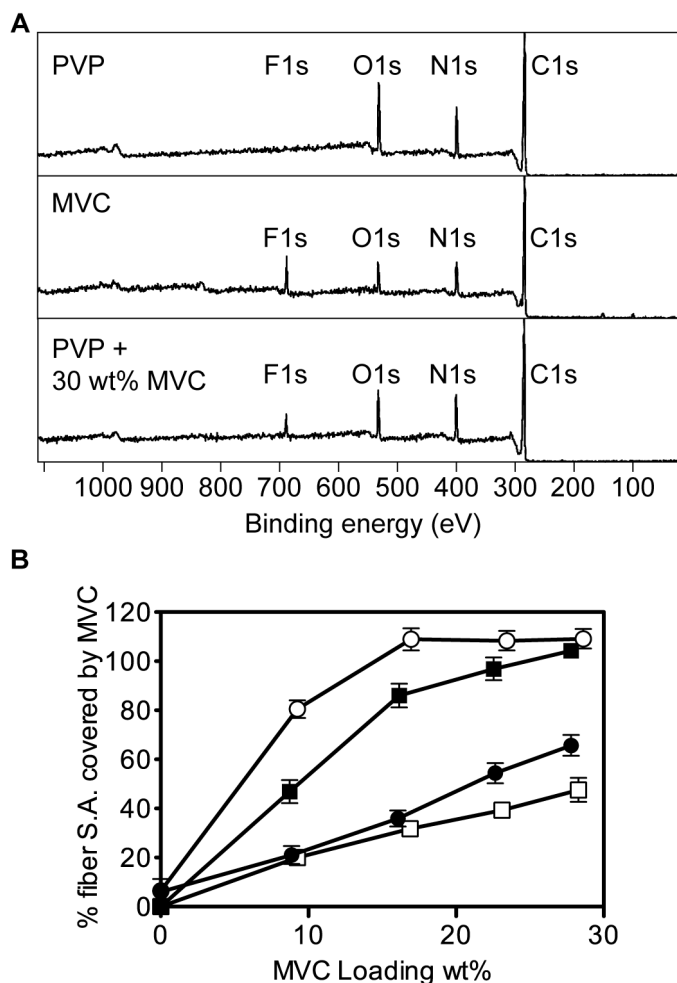 A
PVP
F1s O1s N1s C1s
MVC
F1s O1s N1s C1s
PVP +
30 wt% MVC
F1s O1s N1s C1s
1000 900 800 700 600 500 400 300 200 100
Binding energy (eV)
B
% fiber S.A. covered by MVC
120
100
80
60
40
20
0
0 10 20 30
MVC Loading wt%